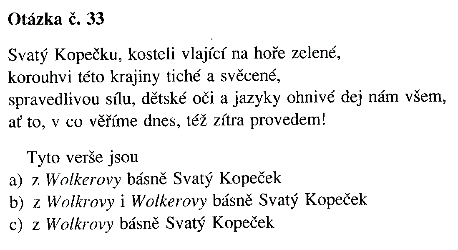 Otázka č. 33
Svatý Kopečku, kosteli vlající na hoře zelené,
korouhvi této krajiny tiché a svěcené,
spravedlivou sílu, dětské oči a jazyky ohnivé dej nám všem,
ať to, v co věříme dnes, též zítra provedem!
Tyto verše jsou
a) z Wolkerovy básně Svatý Kopeček
b) z Wolkrovy i Wolkerovy básně Svatý Kopeček
c) z Wolkrovy básně Svatý Kopeček